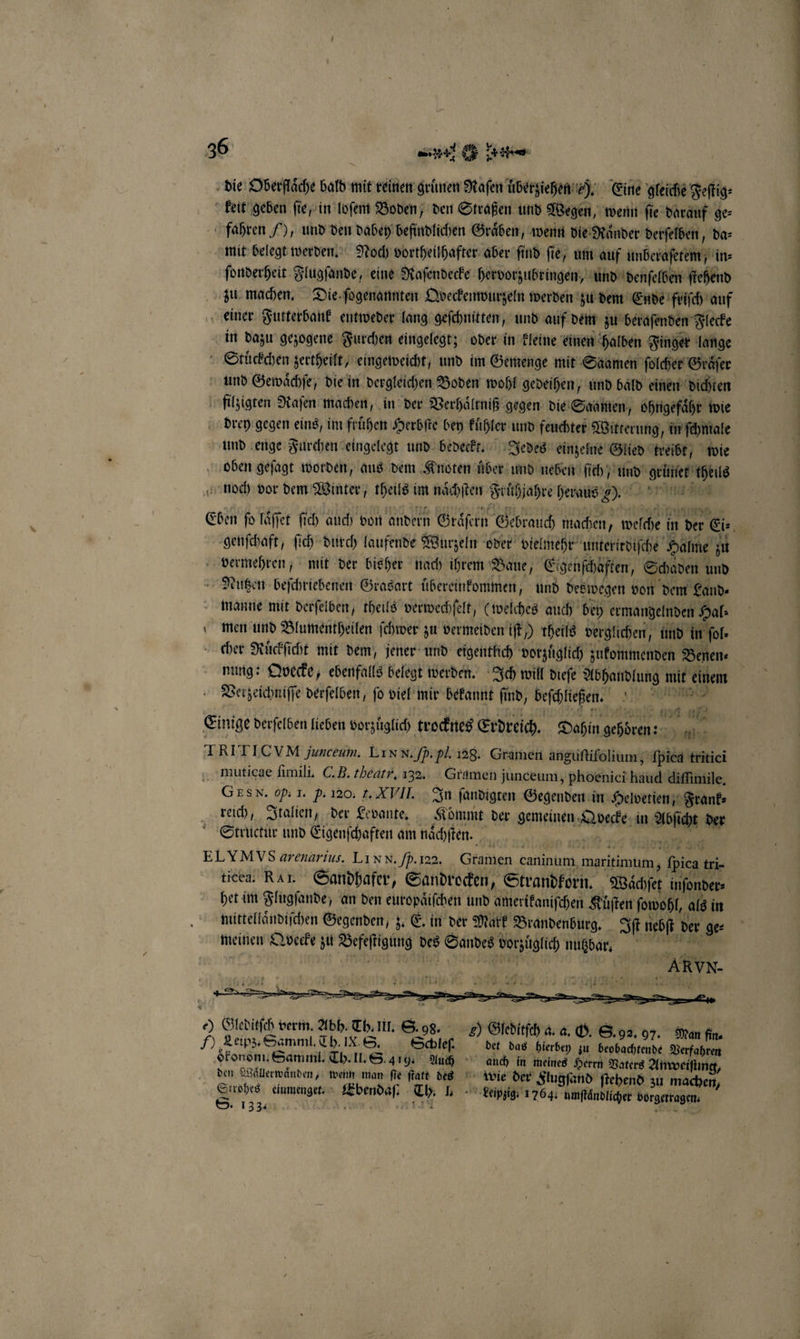 36
die Oberfläche bald mit reinen grünen Rasen überziehen e). Eine gleiche Festig-
keit geben sie, in losem Boden, den Straßen und Wegen, wenn sie darauf ge-
fahren f), und den dabey befindlichen Gräben, wenn die Ränder derselben, da-
mit belegt werden. Noch vortheilhafter aber sind sie, um auf unberasetem, in-
sonderheit Flugsande, eine Rasendecke hervorzubringen, und denselben stehend
zu machen. Die sogenannten Qveckenwurzeln werden zu dem Ende frisch auf
einer Futterbank entweder lang geschnitten, und auf dem zu berasenden Flecke
in dazu gezogene Furchen eingelegt; oder in kleine einen halben Finger lange
Stückchen zertheilt, eingeweicht, und im Gemenge mit Saamen solcher Gräser
und Gewächse, die in dergleichen Boden wohl gedeihen, und bald einen dichten
filzigten Rasen machen, in der Verhältniß gegen die Saamen, ohngefähr wie
drey gegen eins, im frühen Herbste bey kühler und feuchter Witterung, in schmale
und enge Furchen eingelegt und bedeckt. Jedes einzelne Glied treibt, wie
oben gesagt worden, aus dem Knoten über und neben sich, und grünet theils
noch vor dem Winter, theils im nächsten Frühjahre heraus g).
Eben so lässet sich auch von andern Gräsern Gebrauch machen, welche in der Ei-
genschaft, sich durch laufende Wurzeln oder vielmehr unterirdische Halme zu
vermehren, mit der bisher nach ihrem Baue, Eigenschaften, Schaden und
Nutzen beschriebenen Grasart übereinkommen, und deswegen von dem Land-
manne mit derselben, theils verwechselt, (welches auch bey ermangelnden Hal-
men und Blumentheilen schwer zu vermeiden ist,) theils verglichen, und in sol-
cher Rücksicht mit dem, jener und eigentlich vorzüglich zukommenden Benen-
nung: Qvecke, ebenfalls belegt werden. Ich will diese Abhandlung mit einem
Verzeichnisse derselben, so viel mir bekannt sind, beschließen.
Einige derselben lieben vorzüglich trocknes Erdreich. Dahin gehören:
TRITICVM junceum. Linn. sp. pl. 128. Gramen angustifolium, spica tritici
muticae simili. C.B. theatr. 132. Gramen junceum, phoenici haud dissimile.
Gesn. op. 1. p. 120. t. XVII. In sandigten Gegenden in Helvetien, Frank-
reich, Italien, der Levante. Kömmt der gemeinen Qvecke in Absicht der
Structur und Eigenschaften am nächsten.
ELYMVS arenarius. Linn. sp. 122. Gramen caninum maritimum, spica tri-
ticea. Rai. Sandhafer, Sandrocken, Strandkorn. Wächset insonder-
heit im Flugsande, an den europäischen und amerikanischen Küsten sowohl, als in
mittelländischen Gegenden, z. E. in der Mark Brandenburg. Ist nebst der ge-
meinen Qvecke zu Befestigung des Sandes vorzüglich nutzbar.
ARVN-
e) Gleditsch verm. Abh. Th. III. S. 98.
f) Leipz. Samml. Th. IX. S. Schles.
ökonom. Samml. Th. II. S. 419. Auch
den Wällerwänden, wenn man sie statt des
Strohes einmenget. Ebendas. Th. I.
S. 133.
g) Gleditsch a. a. O. S. 92. 97. Man fin-
det das hierbey zu beobachtende Verfahren
auch in meines Herrn Vaters Anweisung,
wie der Flugsand stehend zu machen,
Leipzig. 1764. umständlicher vorgetragen.